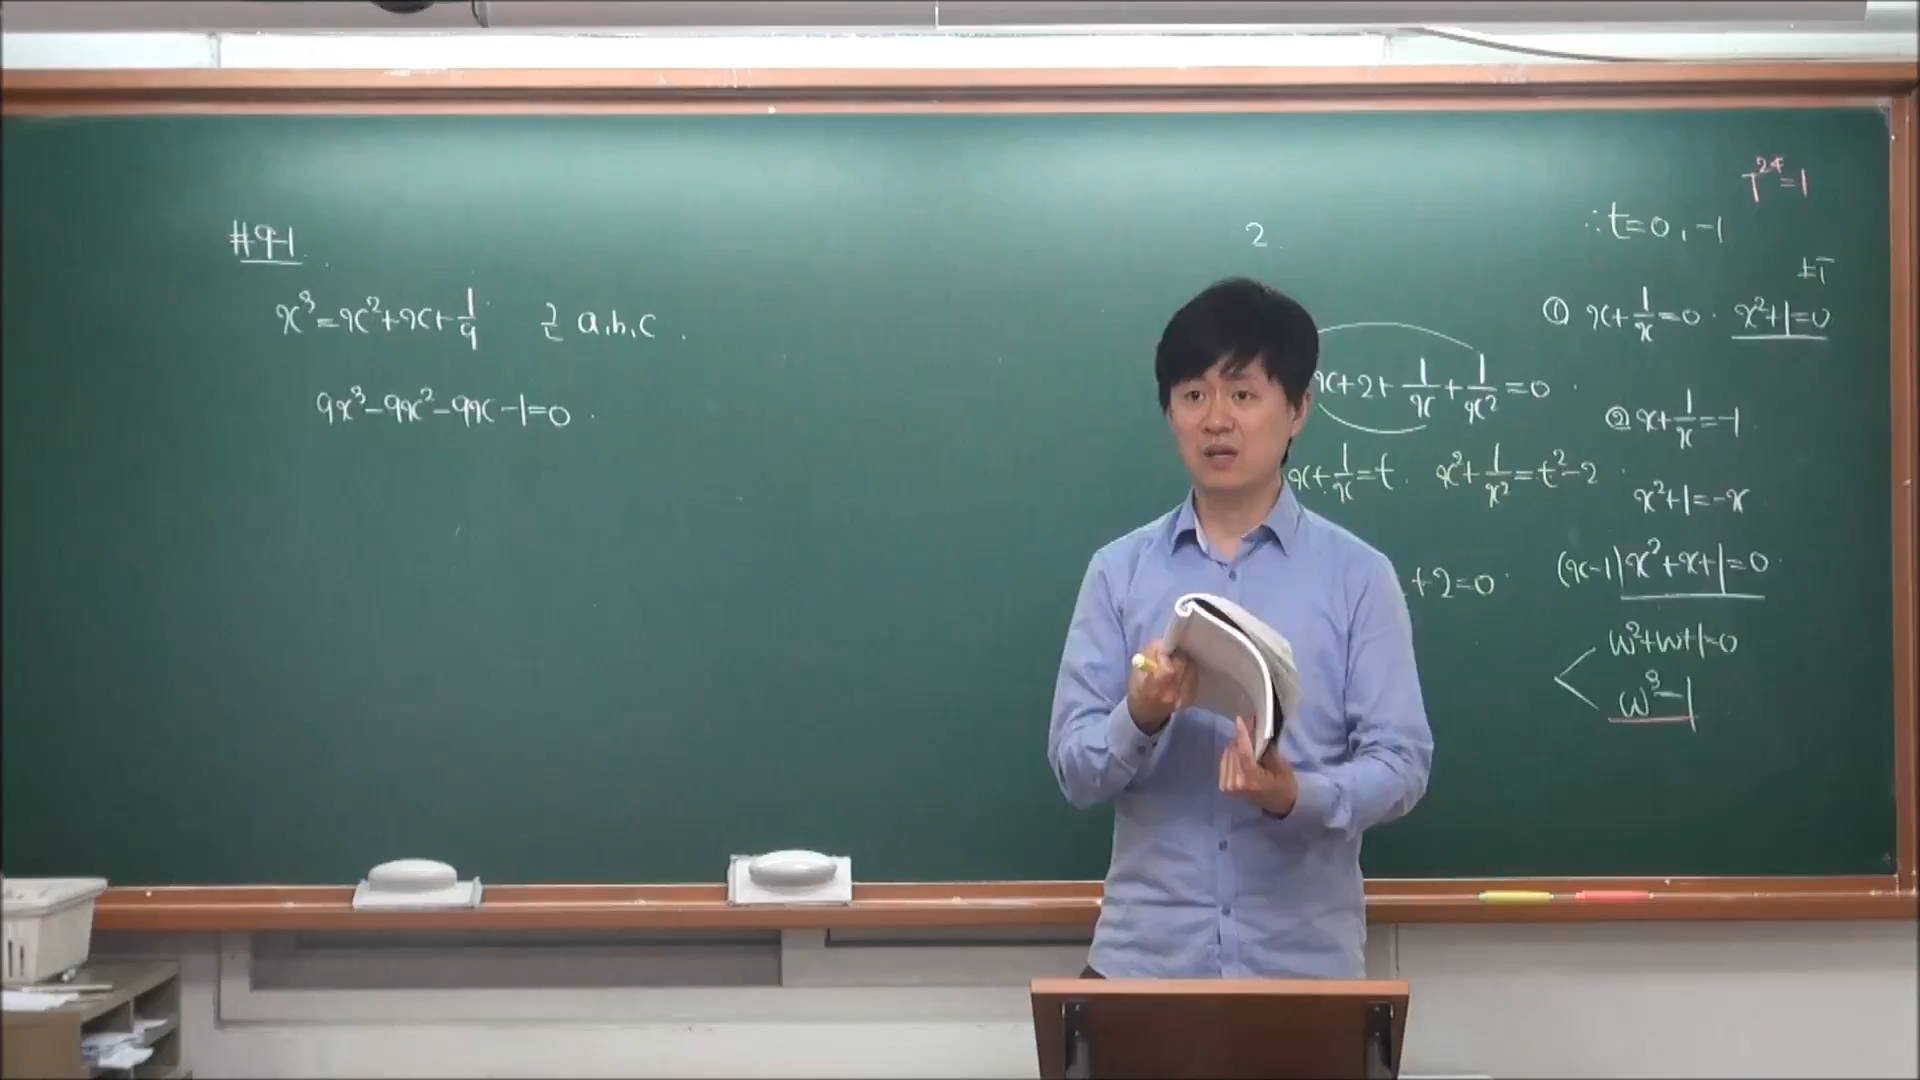 #9-1
x³=x²+x+1/9 근 a,b,c.
9x³-9x²-9x-1=0.
2.
x+2+1/x+1/x²=0.
x+1/x=t. x²+1/x²=t²-2
+2=0.
T²⁴=1
∴t=0,-1
±i
① x+1/x=0. x²+1=0
② x+1/x=-1
x²+1=-x
(x-1)x²+x+1=0.
w²+w+1=0
w³=1